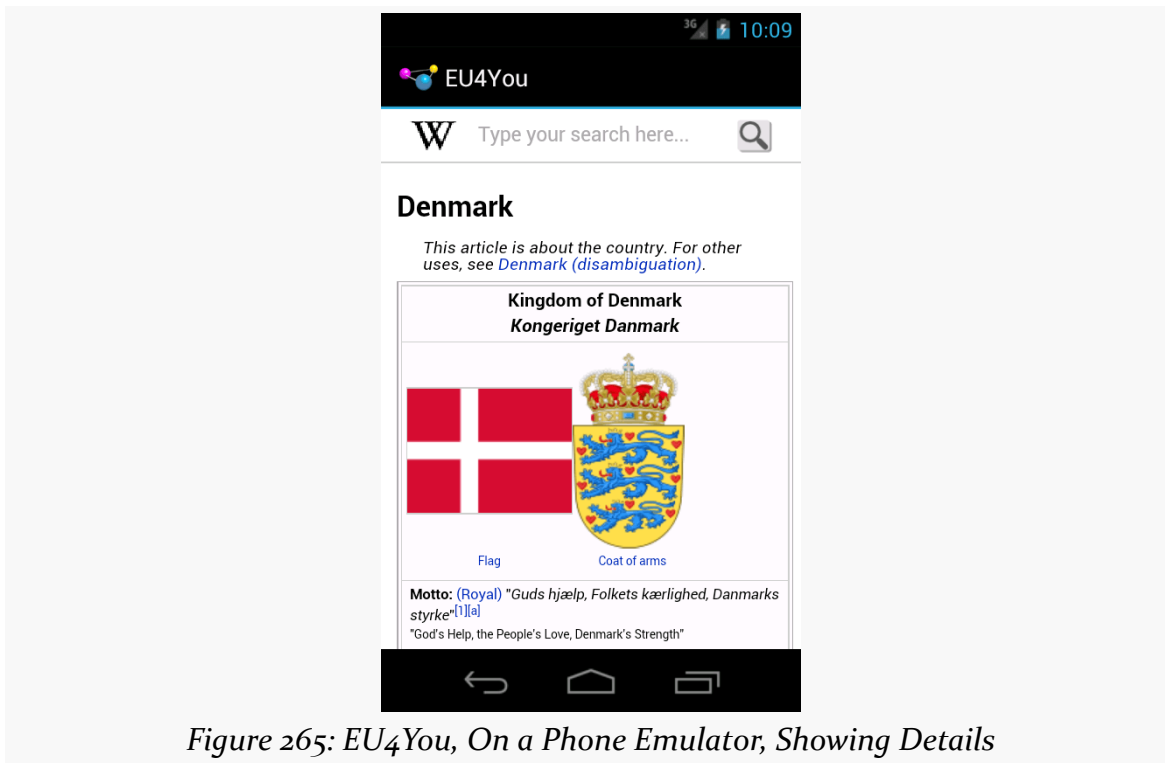 3G 10:09
EU4You
W Type your search here...
Denmark
This article is about the country. For other
uses, see Denmark (disambiguation).
Kingdom of Denmark
Kongeriget Danmark
Flag Coat of arms
Motto: (Royal) "Guds hjælp, Folkets kærlighed, Danmarks
styrke"[1][a]
"God's Help, the People's Love, Denmark's Strength"
Figure 265: EU4You, On a Phone Emulator, Showing Details